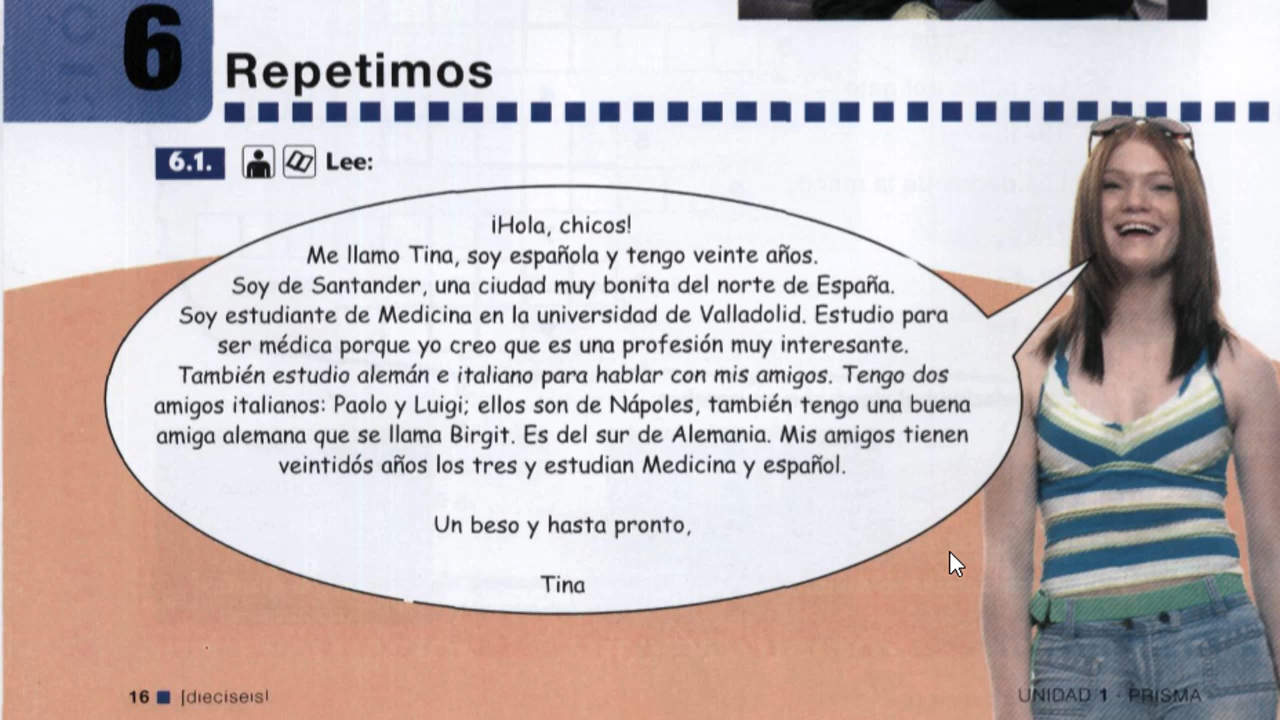 6
Repetimos
6.1. Lee:
¡Hola, chicos!
Me llamo Tina, soy española y tengo veinte años.
Soy de Santander, una ciudad muy bonita del norte de España.
Soy estudiante de Medicina en la universidad de Valladolid. Estudio para
ser médica porque yo creo que es una profesión muy interesante.
También estudio alemán e italiano para hablar con mis amigos. Tengo dos
amigos italianos: Paolo y Luigi; ellos son de Nápoles, también tengo una buena
amiga alemana que se llama Birgit. Es del sur de Alemania. Mis amigos tienen
veintidós años los tres y estudian Medicina y español.
Un beso y hasta pronto,
Tina
16 ■ [dieciseis]
UNIDAD 1 · PRISMA